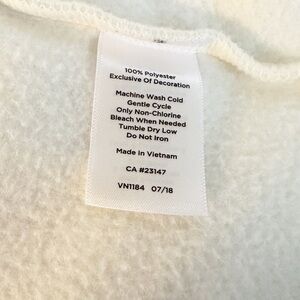 100% Polyester
Exclusive Of Decoration
Machine Wash Cold
Gentle Cycle
Only Non-Chlorine
Bleach When Needed
Tumble Dry Low
Do Not Iron
Made In Vietnam
CA #23147
VN1184 07/18